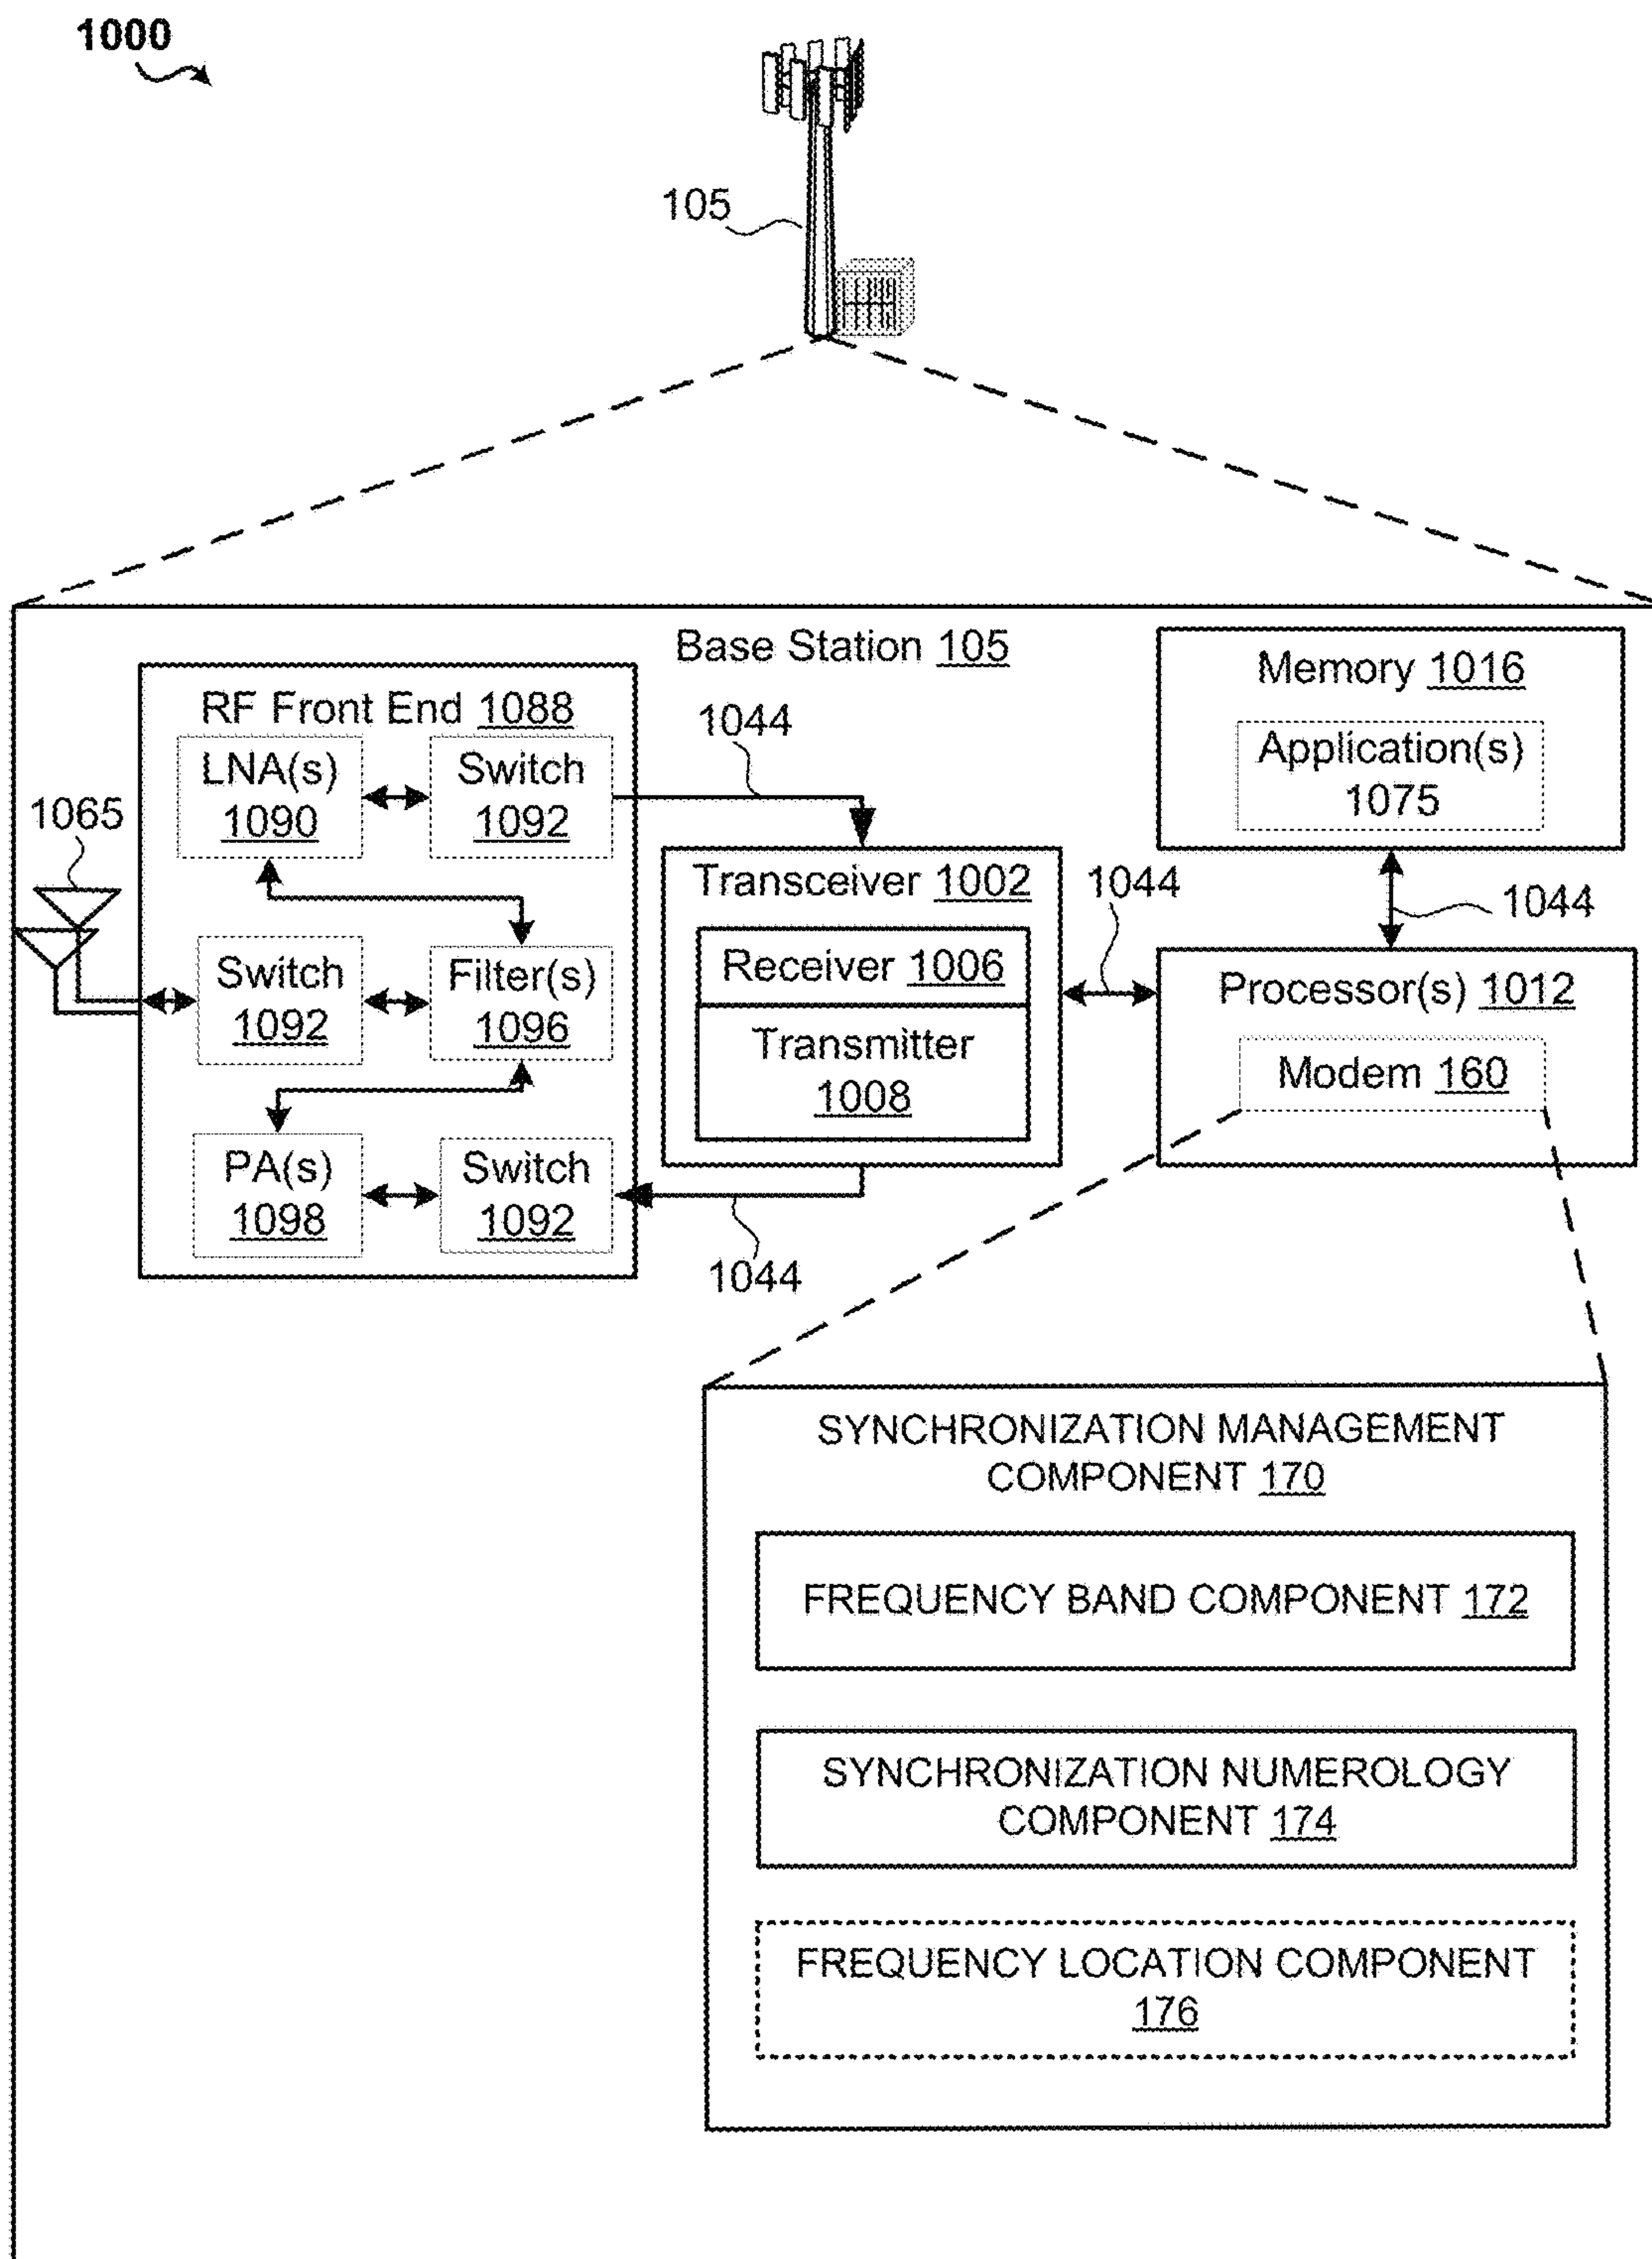 1000
105
Base Station 105
RF Front End 1088
LNA(s)
1090
Switch
1092
1044
1065
Switch
1092
Filter(s)
1096
PA(s)
1098
Switch
1092
1044
Transceiver 1002
Receiver 1006
Transmitter
1008
1044
Memory 1016
Application(s)
1075
1044
Processor(s) 1012
Modem 160
SYNCHRONIZATION MANAGEMENT
COMPONENT 170
FREQUENCY BAND COMPONENT 172
SYNCHRONIZATION NUMEROLOGY
COMPONENT 174
FREQUENCY LOCATION COMPONENT
176